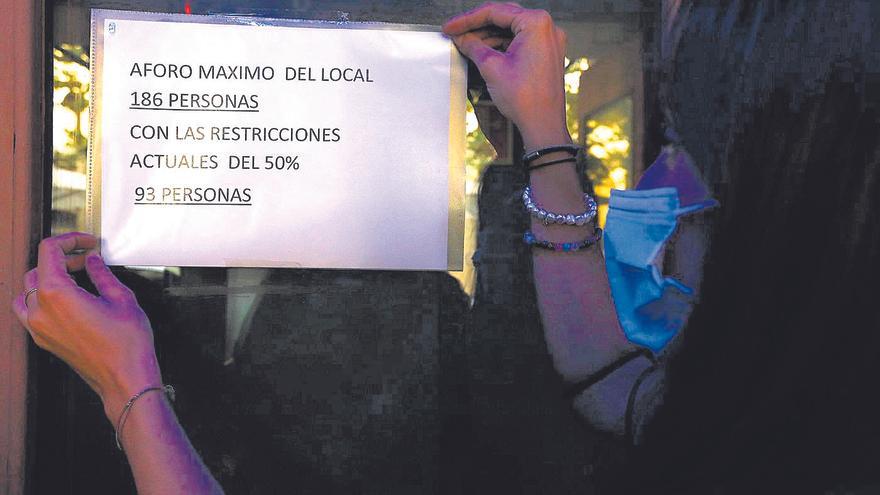 AFORO MAXIMO DEL LOCAL
186 PERSONAS
CON LAS RESTRICCIONES
ACTUALES DEL 50%
93 PERSONAS